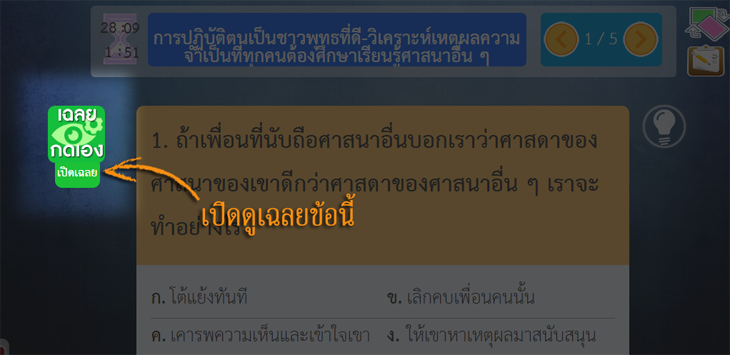 28:09
1:51
การปฏิบัติตนเป็นชาวพุทธที่ดี-วิเคราะห์เหตุผลความ
จำเป็นที่ทุกคนต้องศึกษาเรียนรู้ศาสนาอื่น ๆ
1 / 5
เฉลย
กดเอง
เปิดเฉลย
1. ถ้าเพื่อนที่นับถือศาสนาอื่นบอกเราว่าศาสดาของ
ศาสนาของเขาดีกว่าศาสดาของศาสนาอื่น ๆ เราจะ
ทำอย่างไร
เปิดดูเฉลยข้อนี้
ก. โต้แย้งทันที
ข. เลิกคบเพื่อนคนนั้น
ค. เคารพความเห็นและเข้าใจเขา
ง. ให้เขาหาเหตุผลมาสนับสนุน